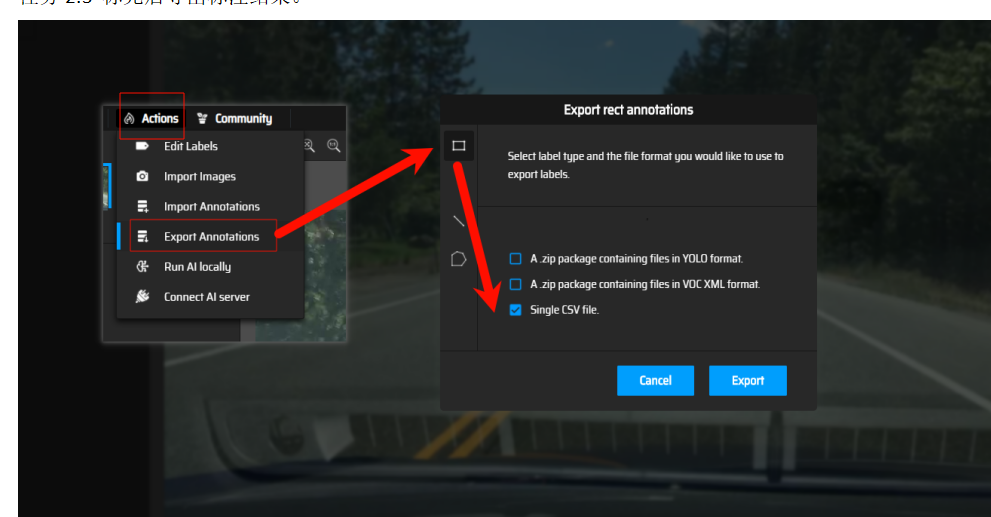 任务 2.3 标完后导出标注结果。
Actions Community
Edit Labels
Import Images
Import Annotations
Export Annotations
Run AI locally
Connect AI server
Export rect annotations
Select label type and the file format you would like to use to
export labels.
A .zip package containing files in YOLO format.
A .zip package containing files in VOC XML format.
Single CSV file.
Cancel Export